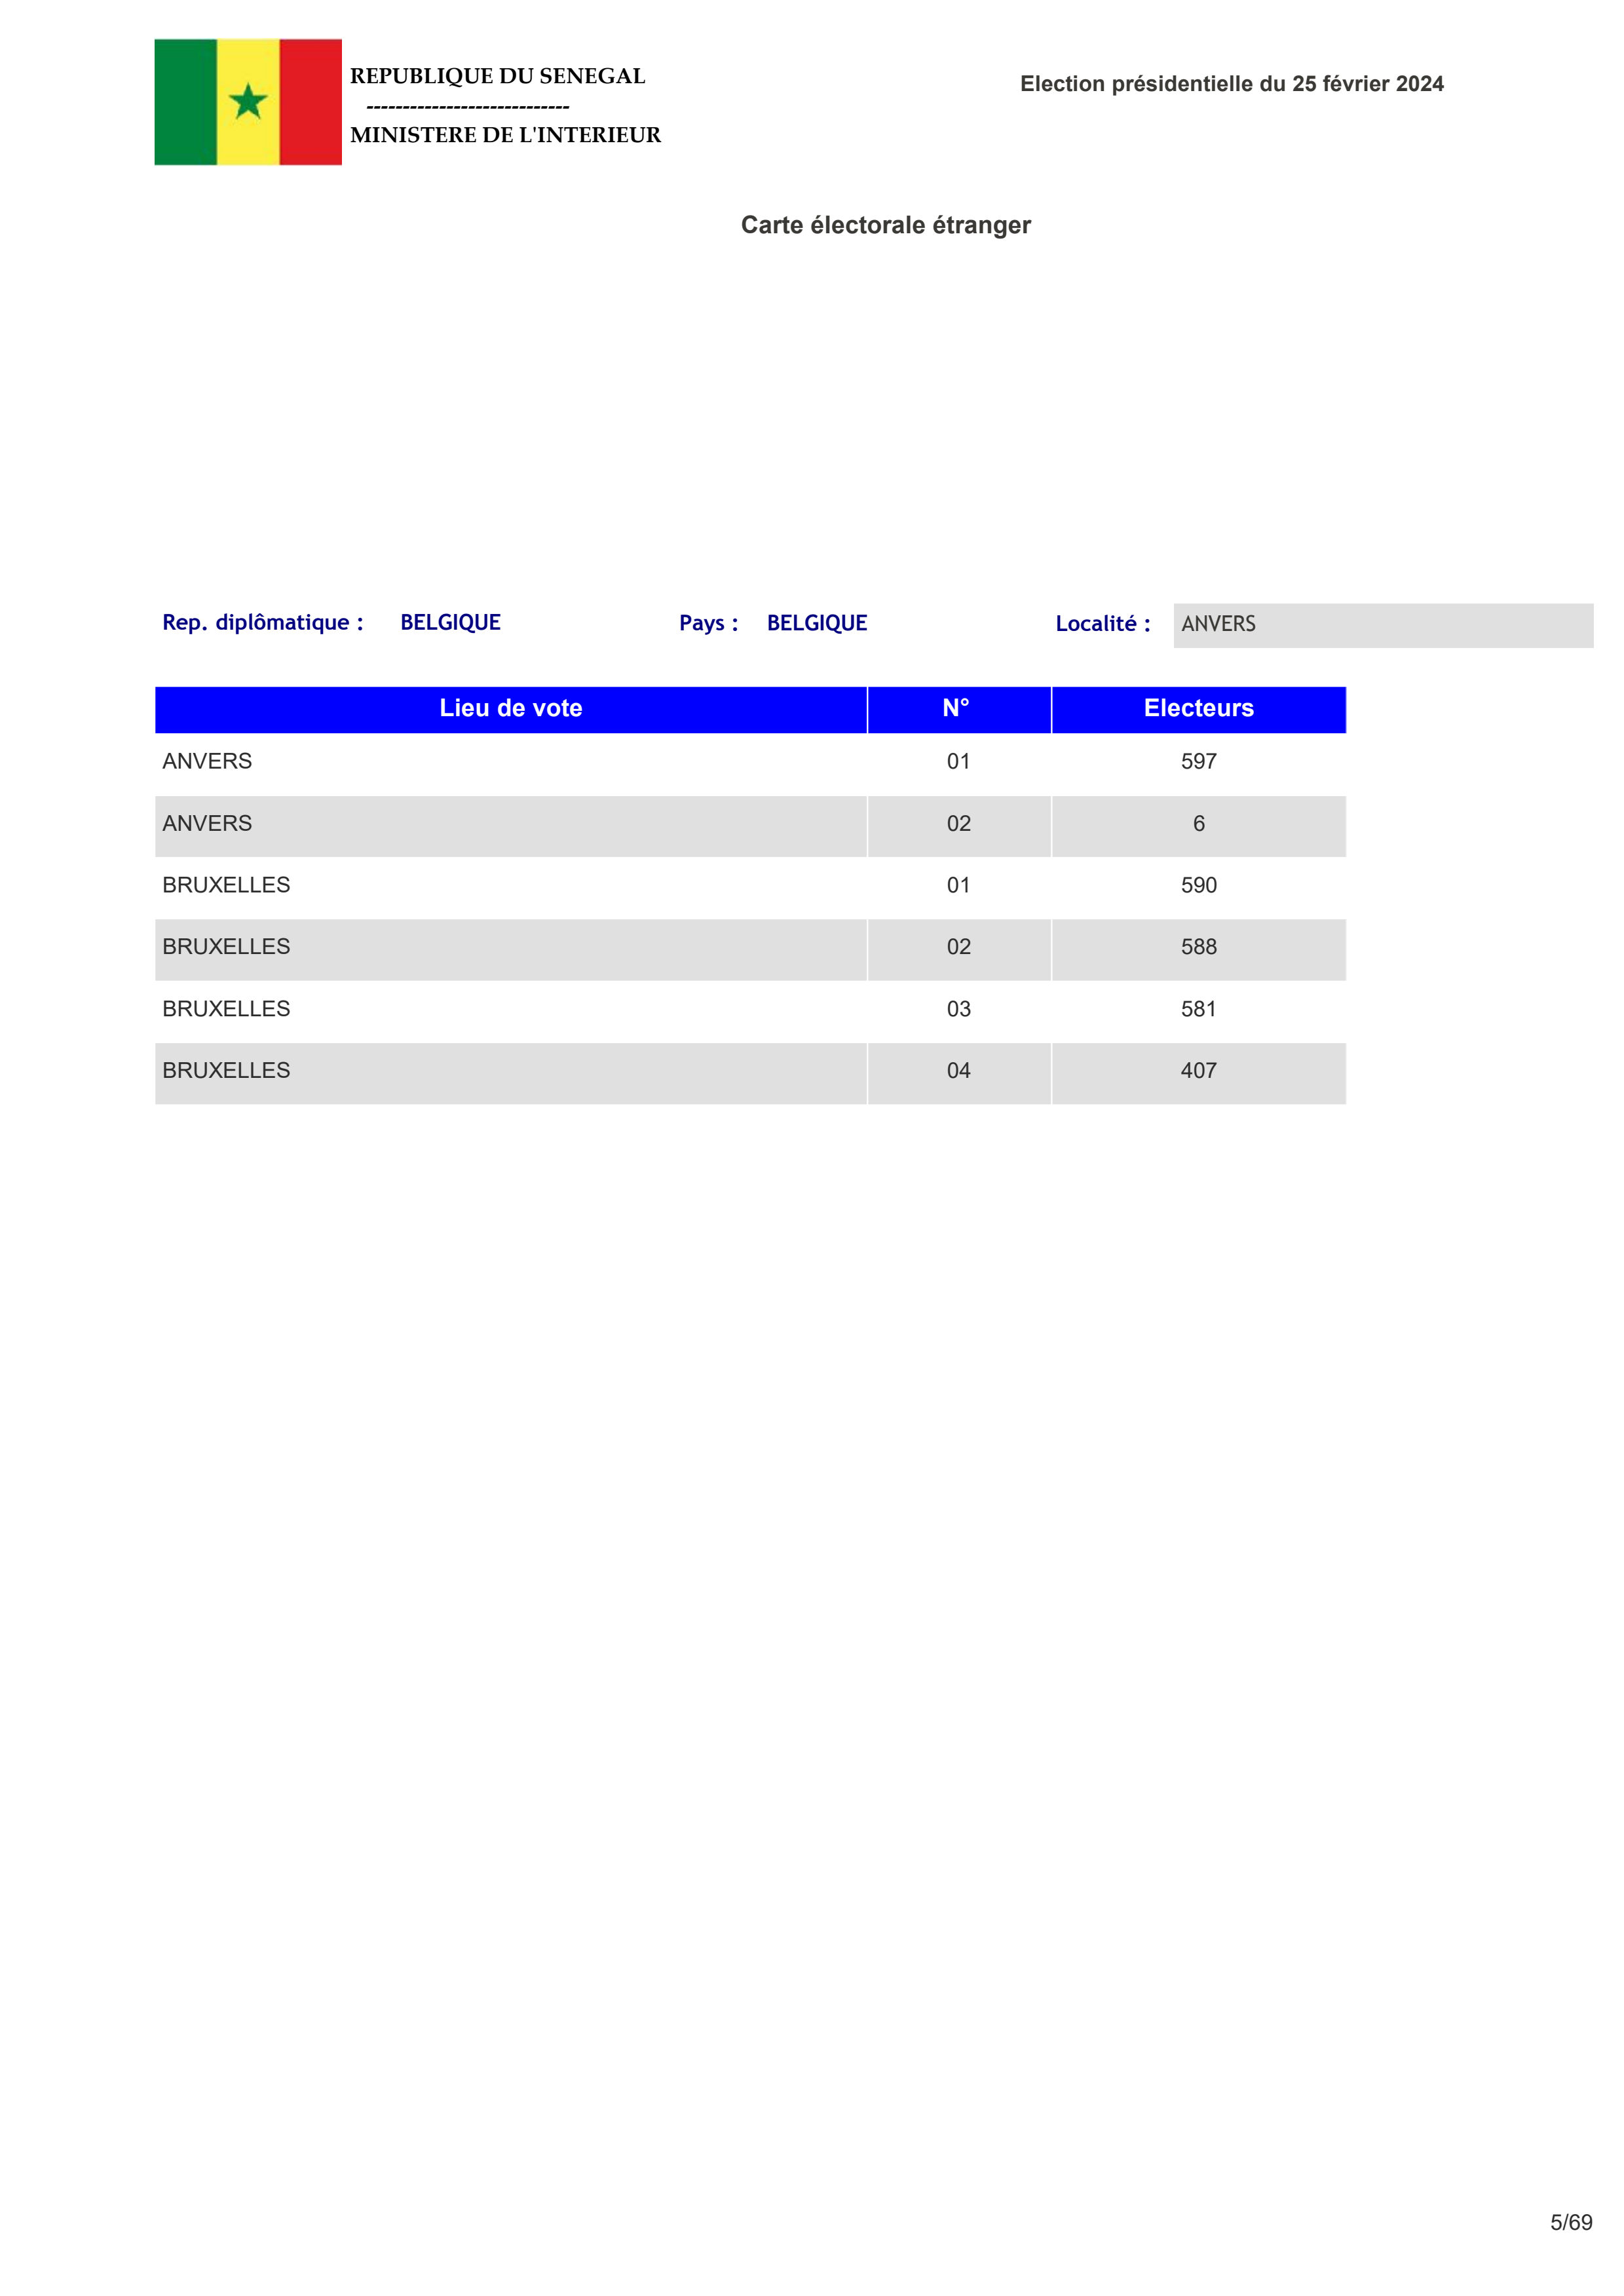 REPUBLIQUE DU SENEGAL
Election présidentielle du 25 février 2024
----------------------------
MINISTERE DE L'INTERIEUR
Carte électorale étranger
Rep. diplômatique : BELGIQUE Pays : BELGIQUE Localité : ANVERS
Lieu de vote N° Electeurs
ANVERS 01 597
ANVERS 02 6
BRUXELLES 01 590
BRUXELLES 02 588
BRUXELLES 03 581
BRUXELLES 04 407
5/69